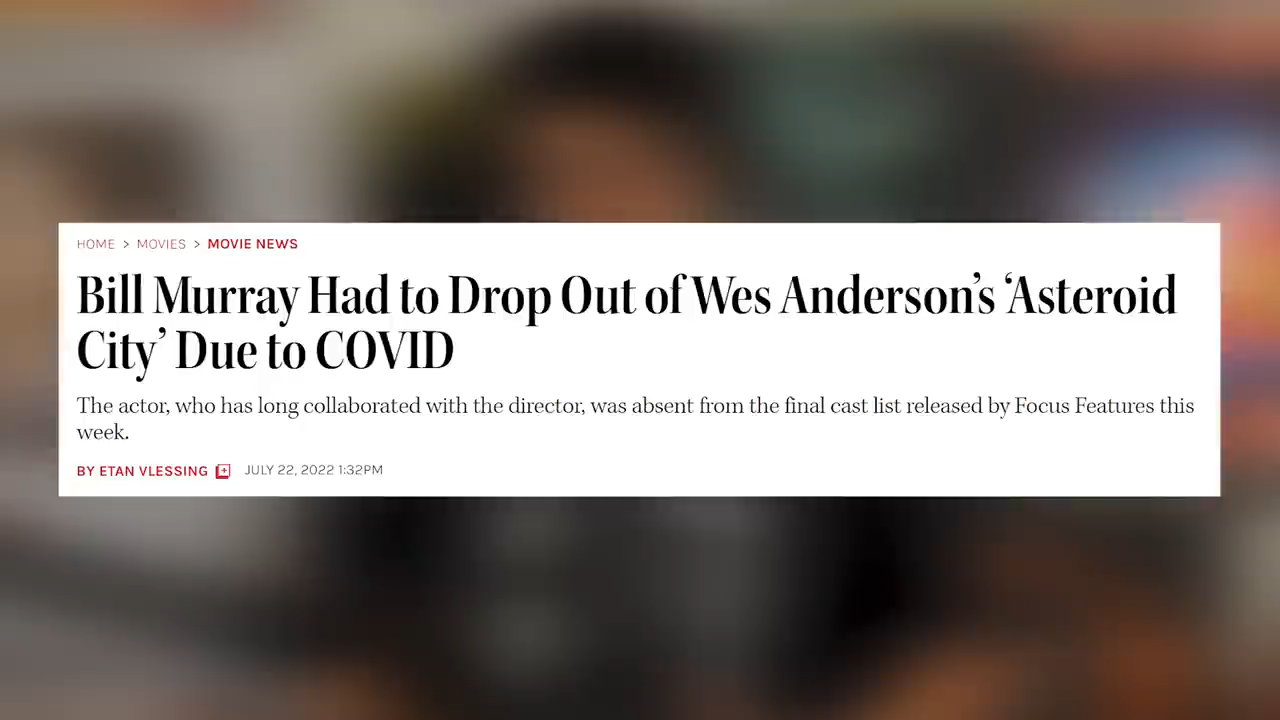 HOME > MOVIES > MOVIE NEWS
Bill Murray Had to Drop Out of Wes Anderson’s ‘Asteroid
City’ Due to COVID
The actor, who has long collaborated with the director, was absent from the final cast list released by Focus Features this
week.
BY ETAN VLESSING JULY 22, 2022 1:32PM